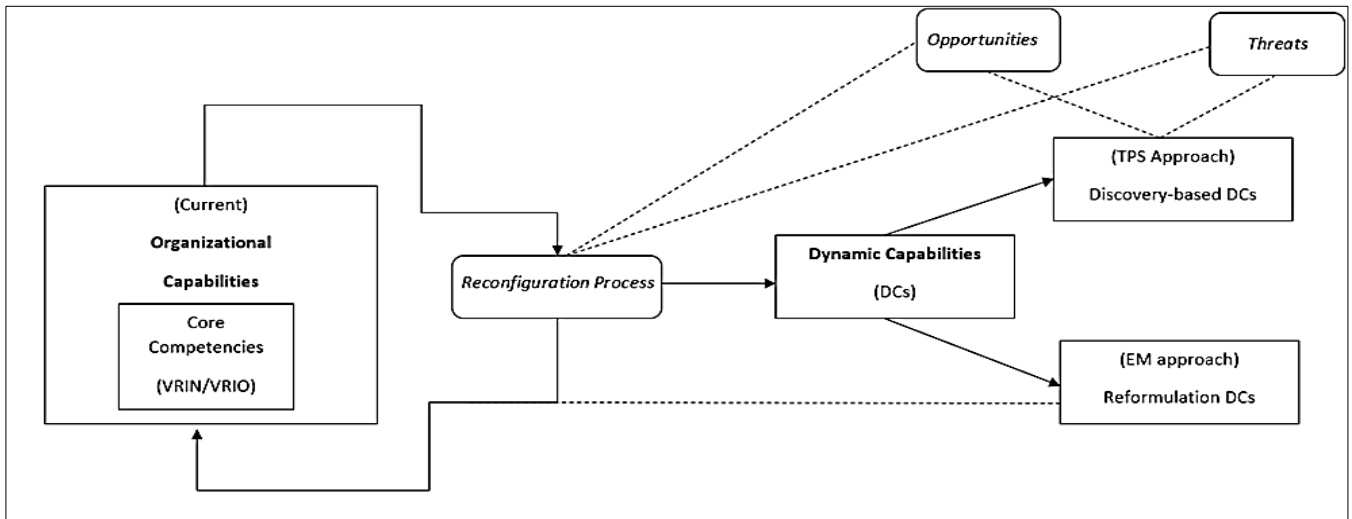 Opportunities
Threats
(Current)
Organizational
Capabilities
Core
Competencies
(VRIN/VRIO)
Reconfiguration Process
Dynamic Capabilities
(DCs)
(TPS Approach)
Discovery-based DCs
(EM approach)
Reformulation DCs